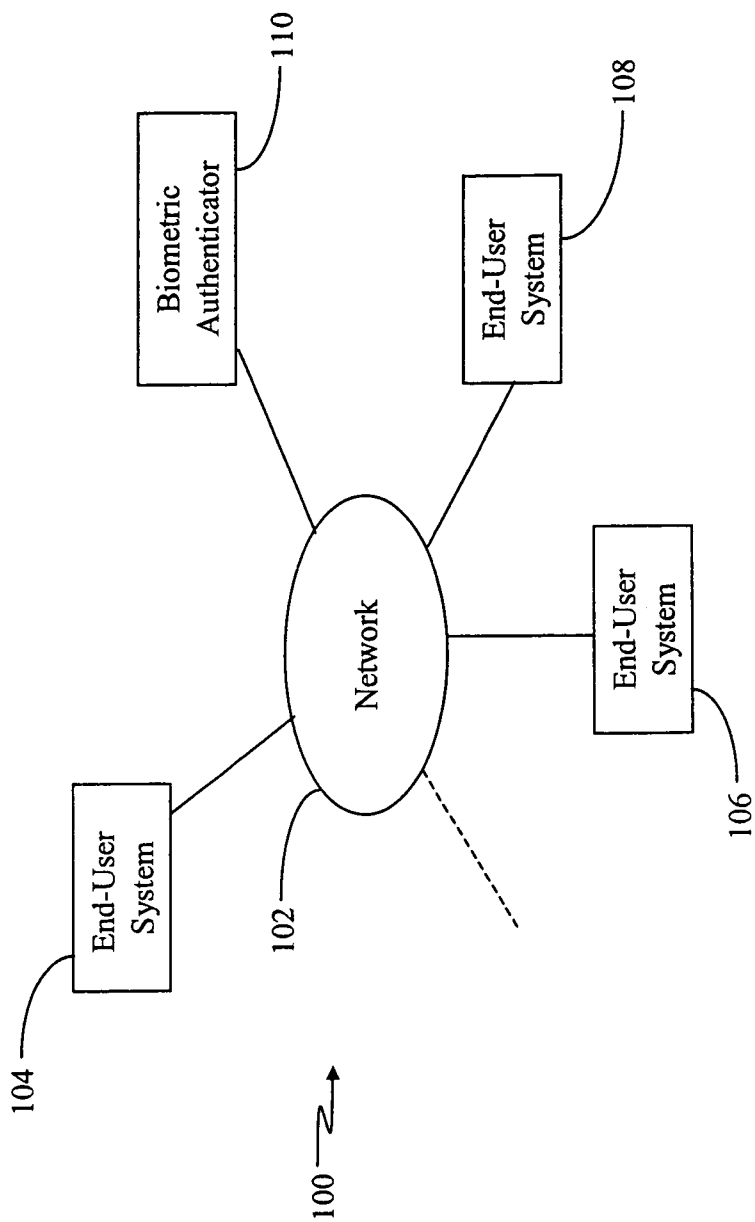 110
Biometric
Authenticator
104
End-User
System
108
End-User
System
102
Network
100
End-User
System
106